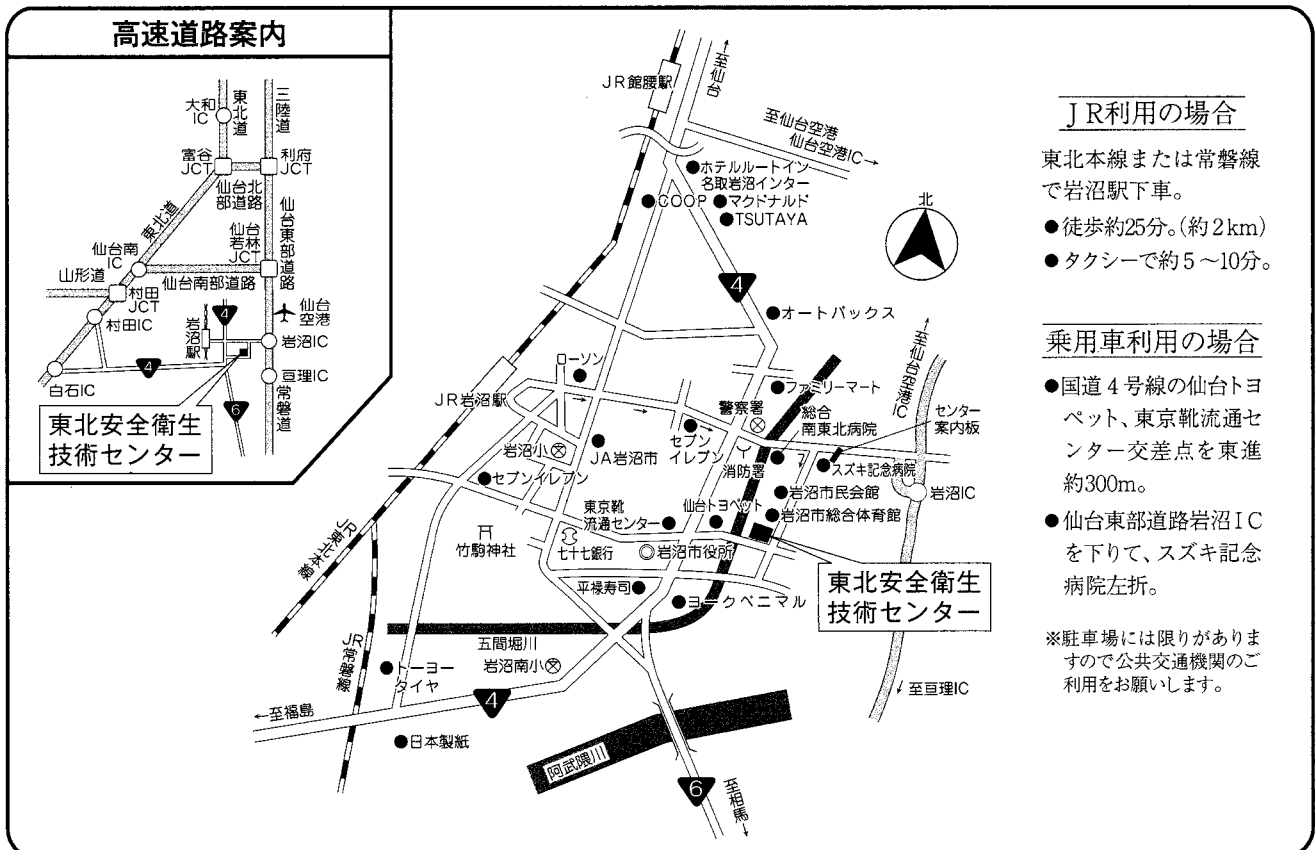 高速道路案内
大和
IC
東北道
三陸道
富谷
JCT
利府
JCT
仙台北
部道路
東北道
仙台
若林
JCT
仙台東部道路
仙台南
IC
仙台南部道路
山形道
村田
JCT
村田IC
4
岩沼駅
仙台
空港
岩沼IC
4
白石IC
亘理IC
6
常磐道
東北安全衛生
技術センター
至仙台
JR館腰駅
至仙台空港
仙台空港IC→
ホテルルートイン
名取岩沼インター
COOP
マクドナルド
TSUTAYA
北
4
オートバックス
至仙台空港IC
ローソン
ファミリーマート
JR岩沼駅
警察署
総合
南東北病院
センター
案内板
岩沼小
JA岩沼市
セブン
イレブン
消防署
スズキ記念病院
セブンイレブン
岩沼市民会館
岩沼IC
東京靴
流通センター
仙台トヨペット
岩沼市総合体育館
JR東北本線
竹駒神社
七十七銀行
岩沼市役所
東北安全衛生
技術センター
平禄寿司
ヨークベニマル
JR常磐線
五間堀川
岩沼南小
トーヨー
タイヤ
4
←至福島
至亘理IC
日本製紙
阿武隈川
6
至相馬
JR利用の場合
東北本線または常磐線
で岩沼駅下車。
●徒歩約25分。(約2km)
●タクシーで約5～10分。
乗用車利用の場合
●国道4号線の仙台トヨ
ペット、東京靴流通セ
ンター交差点を東進
約300m。
●仙台東部道路岩沼IC
を下りて、スズキ記念
病院左折。
※駐車場には限りがありま
すので公共交通機関のご
利用をお願いします。